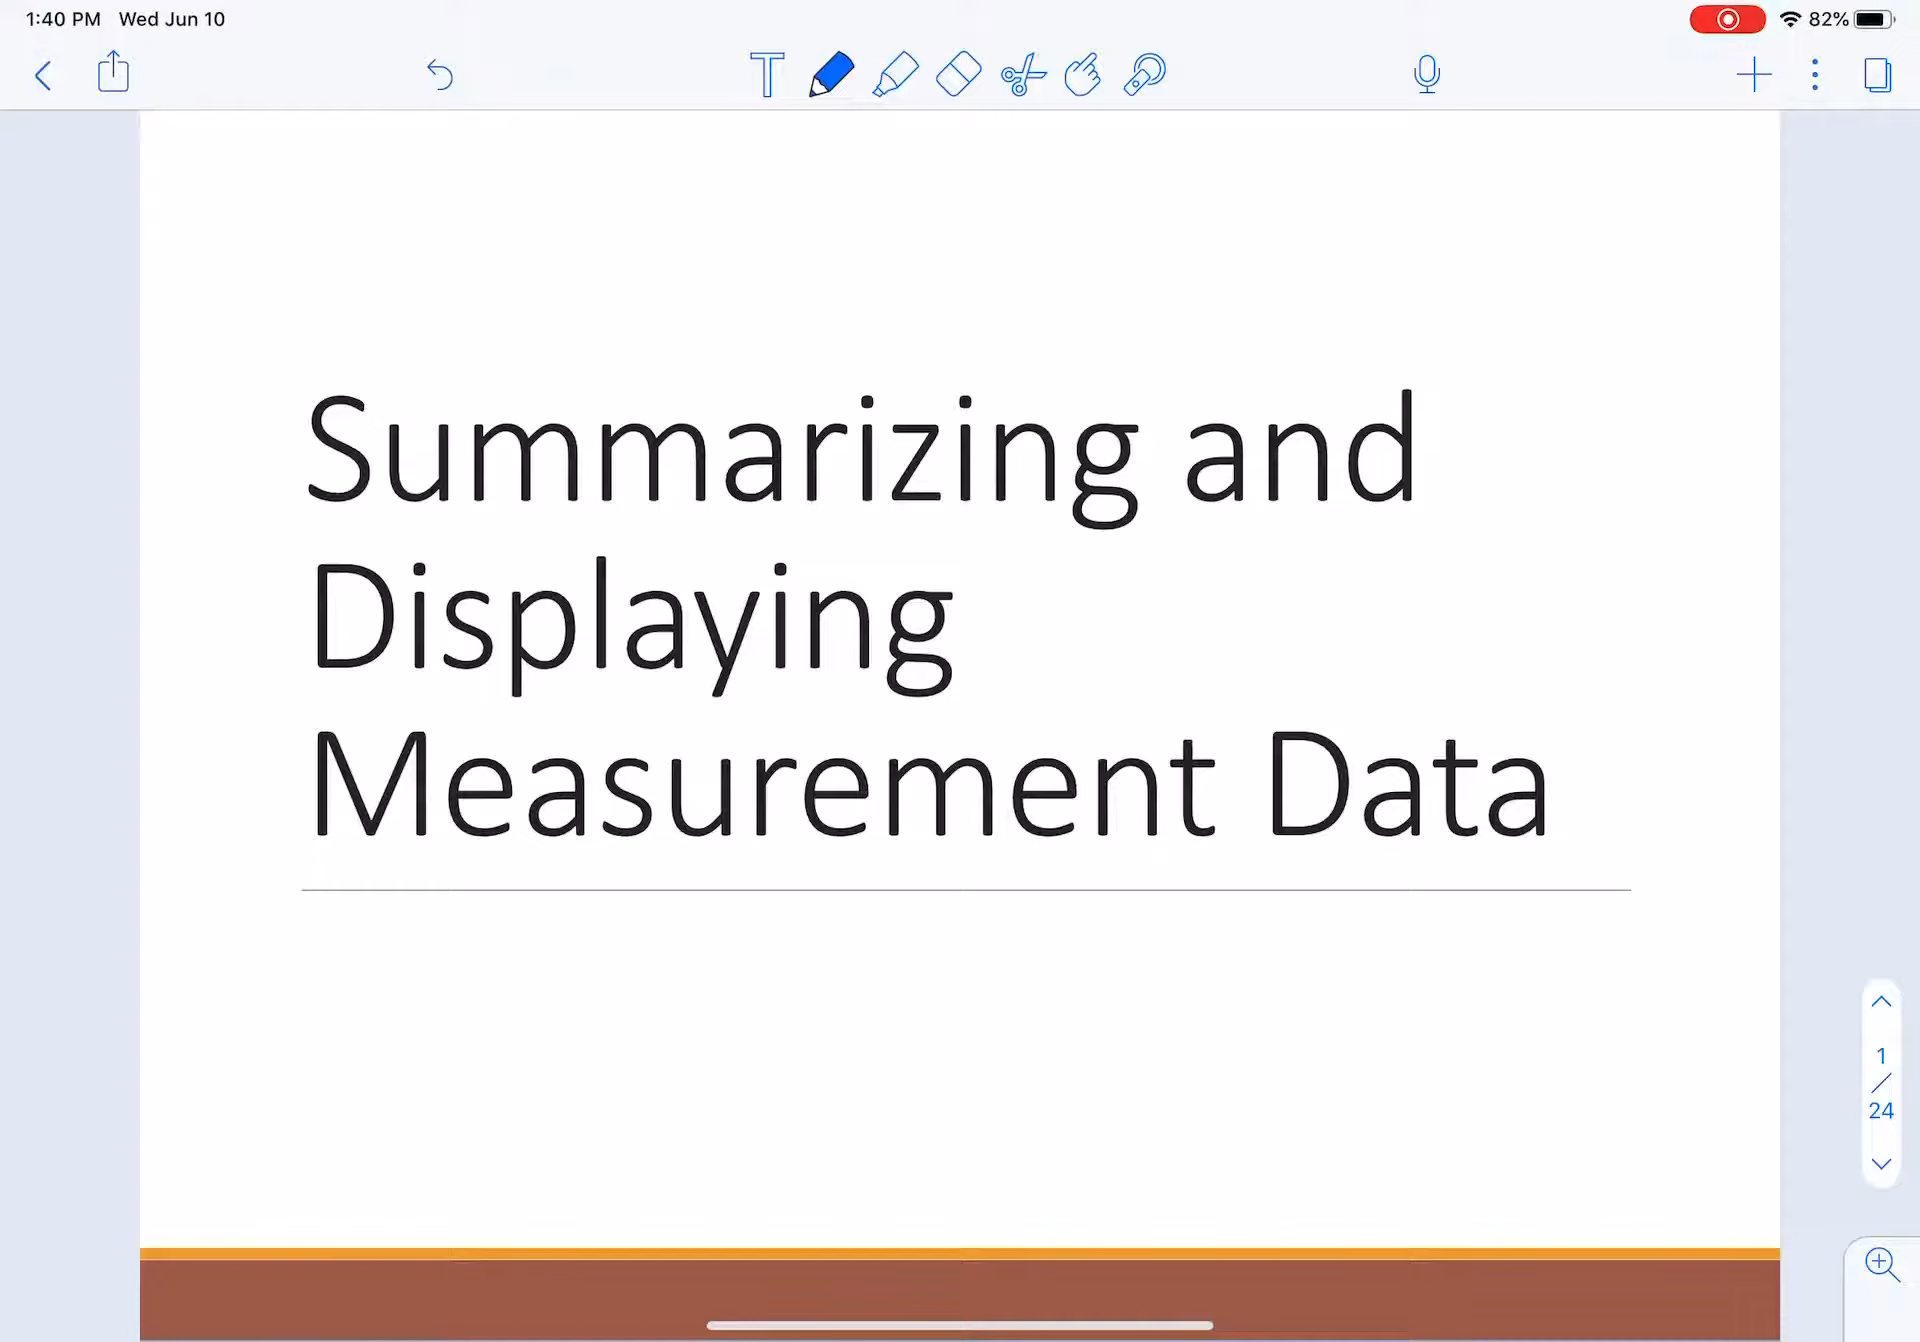 1:40 PM Wed Jun 10
82%
Summarizing and
Displaying
Measurement Data
1
/
24